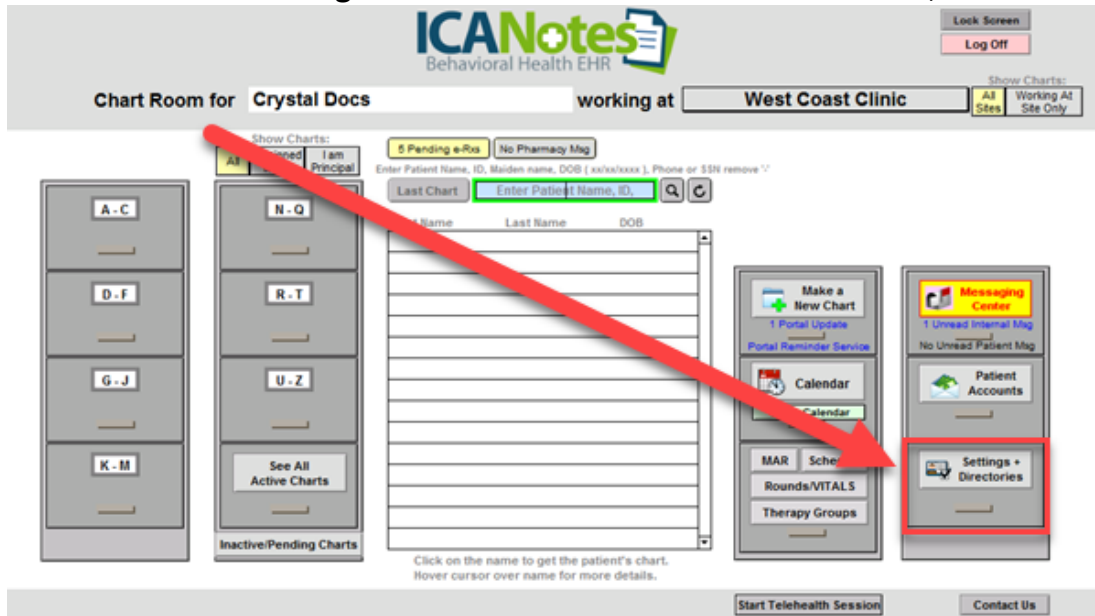 ICANotes
Behavioral Health EHR
Lock Screen
Log Off
Show Charts:
Chart Room for Crystal Docs working at West Coast Clinic
All Sites
Working At Site Only
Show Charts:
All
I am Principal
5 Pending e-Rxs
No Pharmacy Msg
Enter Patient Name, ID, Maiden name, DOB ( xx/xx/xxxx ), Phone or SSN remove '-'
Last Chart
Enter Patient Name, ID,
Name
Last Name
DOB
A - C
N - Q
D - F
R - T
G - J
U - Z
K - M
See All
Active Charts
Inactive/Pending Charts
Make a
New Chart
1 Portal Update
Portal Reminder Service
Calendar
Calendar
MAR
Rounds/VITALS
Therapy Groups
Messaging
Center
1 Unread Internal Msg
No Unread Patient Msg
Patient
Accounts
Settings +
Directories
Click on the name to get the patient's chart.
Hover cursor over name for more details.
Start Telehealth Session
Contact Us